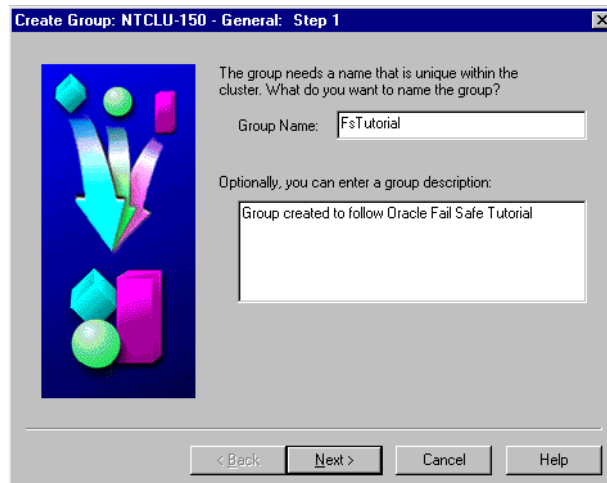 Create Group: NTCLU-150 - General: Step 1
The group needs a name that is unique within the
cluster. What do you want to name the group?
Group Name: FsTutorial
Optionally, you can enter a group description:
Group created to follow Oracle Fail Safe Tutorial
< Back Next > Cancel Help